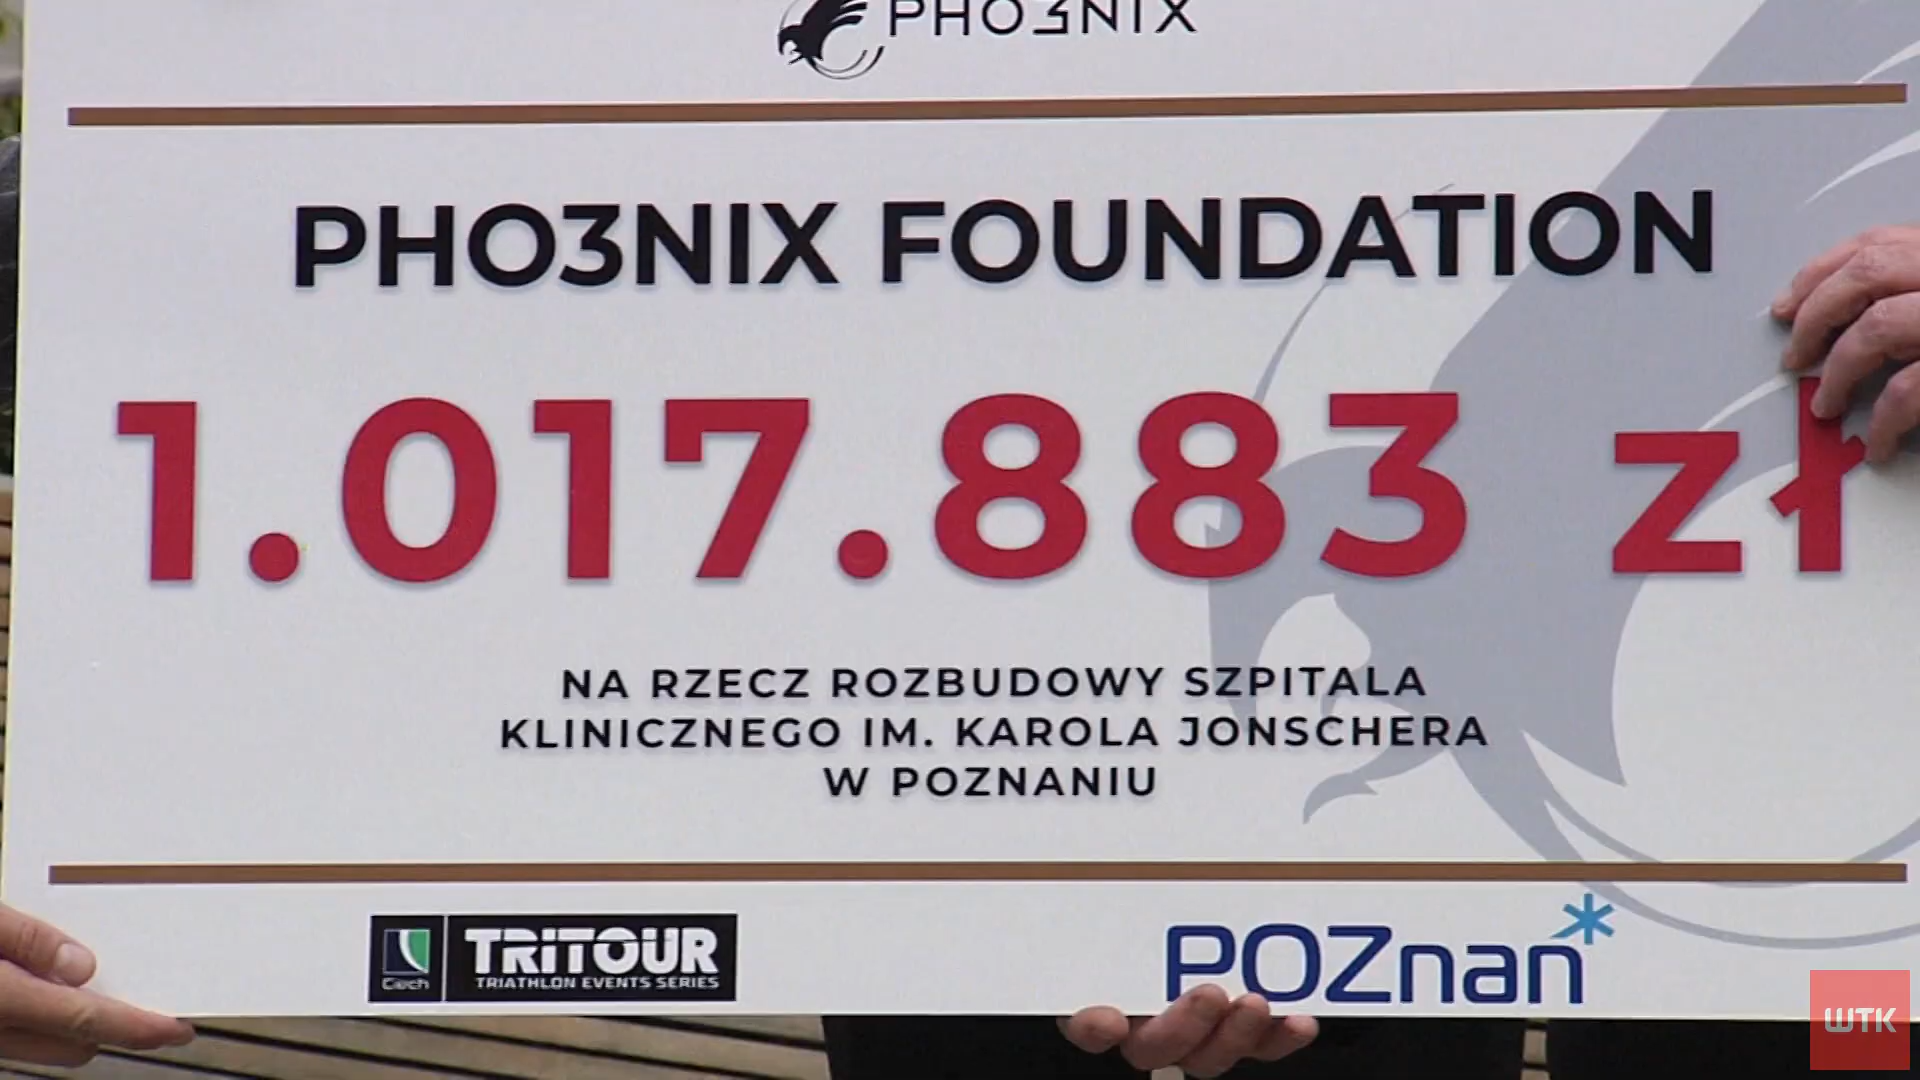 PHO3NIX
PHO3NIX FOUNDATION
1.017.883 zł
NA RZECZ ROZBUDOWY SZPITALA
KLINICZNEGO IM. KAROLA JONSCHERA
W POZNANIU
Ciech TRITOUR
TRIATHLON EVENTS SERIES
POZnan*
WTK